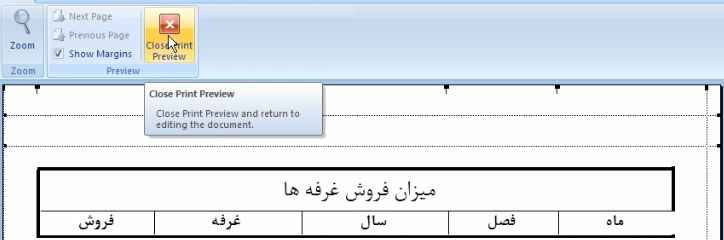 Next Page
Previous Page
Show Margins
Zoom
Close Print
Preview
Zoom
Preview
Close Print Preview
Close Print Preview and return to
editing the document.
میزان فروش غرفه ها
ماه فصل سال غرفه فروش